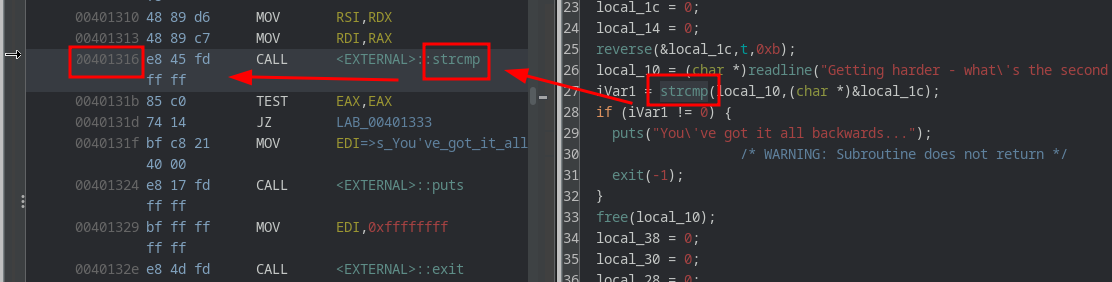 00401310 48 89 d6 MOV RSI,RDX
00401313 48 89 c7 MOV RDI,RAX
00401316 e8 45 fd CALL <EXTERNAL>::strcmp
ff ff
0040131b 85 c0 TEST EAX,EAX
0040131d 74 14 JZ LAB_00401333
0040131f bf c8 21 MOV EDI=>s_You've_got_it_all
40 00
00401324 e8 17 fd CALL <EXTERNAL>::puts
ff ff
00401329 bf ff ff MOV EDI,0xffffffff
ff ff
0040132e e8 4d fd CALL <EXTERNAL>::exit
23 local_1c = 0;
24 local_14 = 0;
25 reverse(&local_1c,t,0xb);
26 local_10 = (char *)readline("Getting harder - what\'s the second
27 iVar1 = strcmp(local_10,(char *)&local_1c);
28 if (iVar1 != 0) {
29 puts("You\'ve got it all backwards...");
30 /* WARNING: Subroutine does not return */
31 exit(-1);
32 }
33 free(local_10);
34 local_38 = 0;
35 local_30 = 0;
36 local_28 = 0;